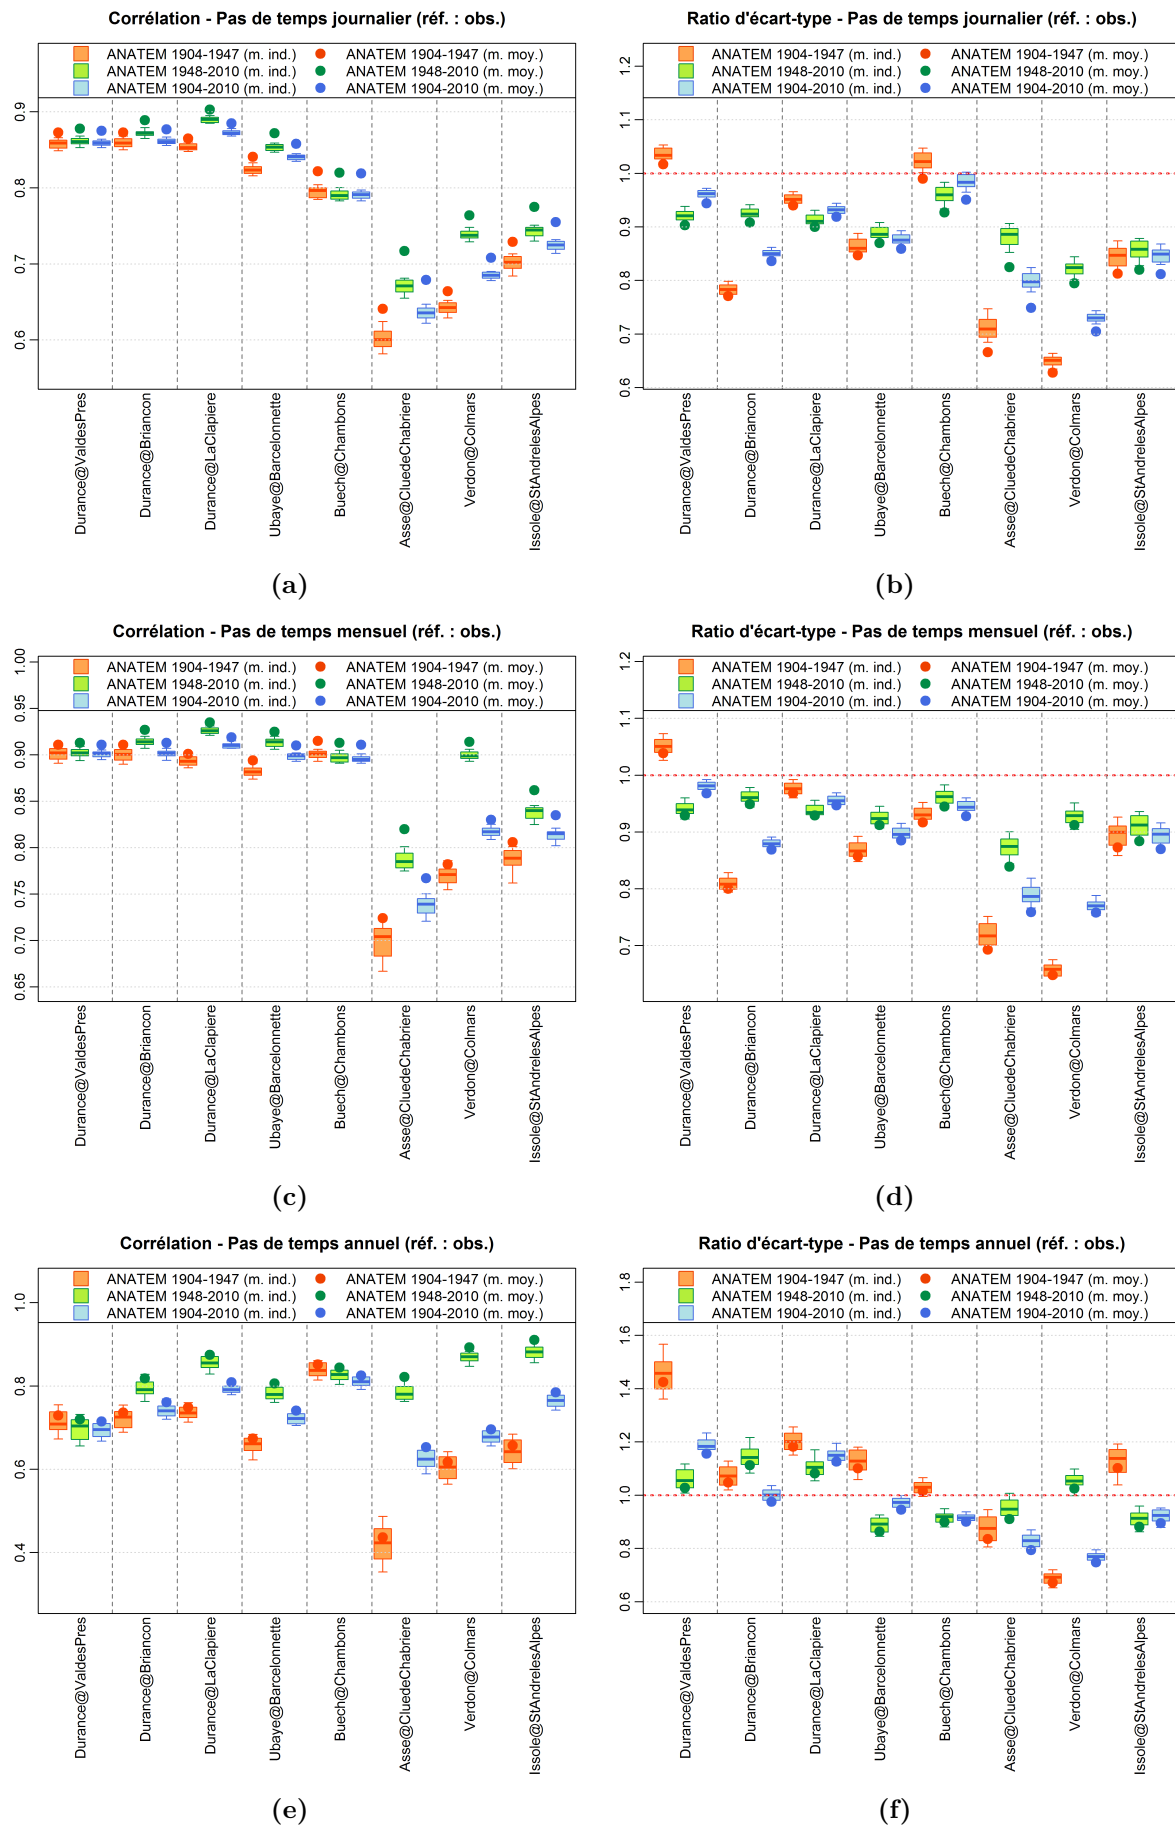 Corrélation - Pas de temps journalier (réf. : obs.)
ANATEM 1904-1947 (m. ind.) ANATEM 1904-1947 (m. moy.)
ANATEM 1948-2010 (m. ind.) ANATEM 1948-2010 (m. moy.)
ANATEM 1904-2010 (m. ind.) ANATEM 1904-2010 (m. moy.)
0.9
0.8
0.7
0.6
Durance@ValdesPres
Durance@Briancon
Durance@LaClapiere
Ubaye@Barcelonnette
Buech@Chambons
Asse@CluedeChabriere
Verdon@Colmars
Issole@StAndrelesAlpes
(a)
Ratio d'écart-type - Pas de temps journalier (réf. : obs.)
ANATEM 1904-1947 (m. ind.) ANATEM 1904-1947 (m. moy.)
ANATEM 1948-2010 (m. ind.) ANATEM 1948-2010 (m. moy.)
ANATEM 1904-2010 (m. ind.) ANATEM 1904-2010 (m. moy.)
1.2
1.1
1.0
0.9
0.8
0.7
0.6
Durance@ValdesPres
Durance@Briancon
Durance@LaClapiere
Ubaye@Barcelonnette
Buech@Chambons
Asse@CluedeChabriere
Verdon@Colmars
Issole@StAndrelesAlpes
(b)
Corrélation - Pas de temps mensuel (réf. : obs.)
ANATEM 1904-1947 (m. ind.) ANATEM 1904-1947 (m. moy.)
ANATEM 1948-2010 (m. ind.) ANATEM 1948-2010 (m. moy.)
ANATEM 1904-2010 (m. ind.) ANATEM 1904-2010 (m. moy.)
1.00
0.95
0.90
0.85
0.80
0.75
0.70
0.65
Durance@ValdesPres
Durance@Briancon
Durance@LaClapiere
Ubaye@Barcelonnette
Buech@Chambons
Asse@CluedeChabriere
Verdon@Colmars
Issole@StAndrelesAlpes
(c)
Ratio d'écart-type - Pas de temps mensuel (réf. : obs.)
ANATEM 1904-1947 (m. ind.) ANATEM 1904-1947 (m. moy.)
ANATEM 1948-2010 (m. ind.) ANATEM 1948-2010 (m. moy.)
ANATEM 1904-2010 (m. ind.) ANATEM 1904-2010 (m. moy.)
1.2
1.1
1.0
0.9
0.8
0.7
Durance@ValdesPres
Durance@Briancon
Durance@LaClapiere
Ubaye@Barcelonnette
Buech@Chambons
Asse@CluedeChabriere
Verdon@Colmars
Issole@StAndrelesAlpes
(d)
Corrélation - Pas de temps annuel (réf. : obs.)
ANATEM 1904-1947 (m. ind.) ANATEM 1904-1947 (m. moy.)
ANATEM 1948-2010 (m. ind.) ANATEM 1948-2010 (m. moy.)
ANATEM 1904-2010 (m. ind.) ANATEM 1904-2010 (m. moy.)
1.0
0.8
0.6
0.4
Durance@ValdesPres
Durance@Briancon
Durance@LaClapiere
Ubaye@Barcelonnette
Buech@Chambons
Asse@CluedeChabriere
Verdon@Colmars
Issole@StAndrelesAlpes
(e)
Ratio d'écart-type - Pas de temps annuel (réf. : obs.)
ANATEM 1904-1947 (m. ind.) ANATEM 1904-1947 (m. moy.)
ANATEM 1948-2010 (m. ind.) ANATEM 1948-2010 (m. moy.)
ANATEM 1904-2010 (m. ind.) ANATEM 1904-2010 (m. moy.)
1.8
1.6
1.4
1.2
1.0
0.8
0.6
Durance@ValdesPres
Durance@Briancon
Durance@LaClapiere
Ubaye@Barcelonnette
Buech@Chambons
Asse@CluedeChabriere
Verdon@Colmars
Issole@StAndrelesAlpes
(f)